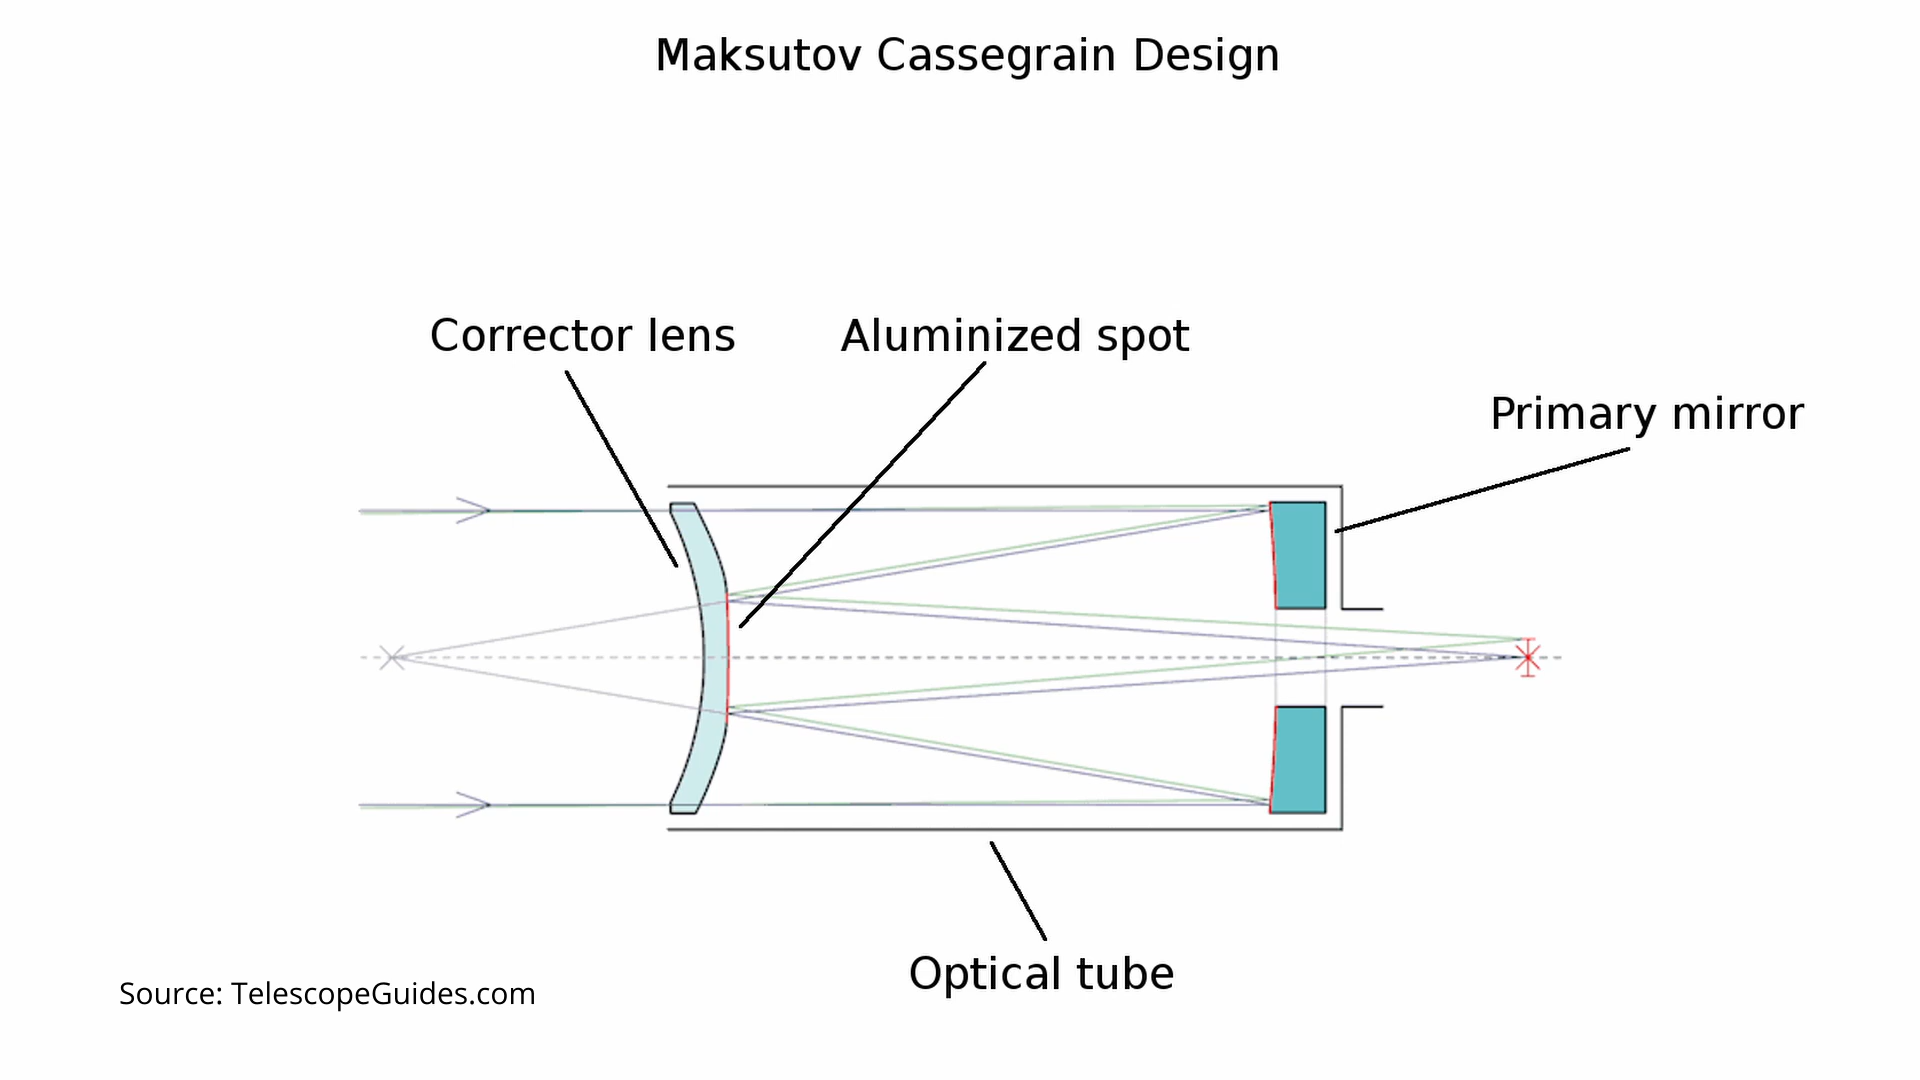 Maksutov Cassegrain Design
Corrector lens
Aluminized spot
Primary mirror
Optical tube
Source: TelescopeGuides.com